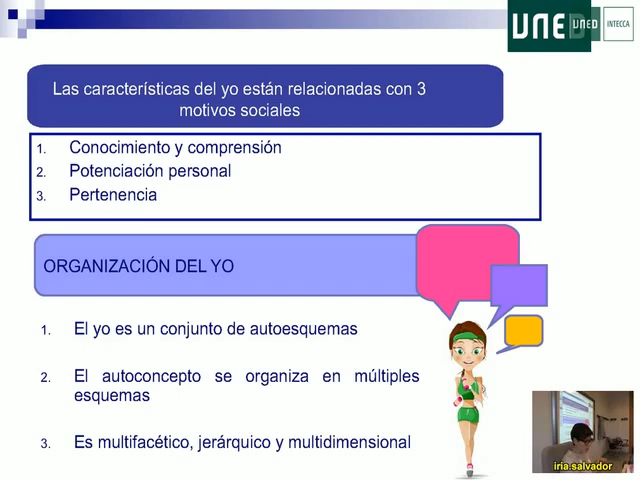 UNED
UNED
INTECCA
Las características del yo están relacionadas con 3
motivos sociales
1. Conocimiento y comprensión
2. Potenciación personal
3. Pertenencia
ORGANIZACIÓN DEL YO
1. El yo es un conjunto de autoesquemas
2. El autoconcepto se organiza en múltiples
esquemas
3. Es multifacético, jerárquico y multidimensional
iria.salvador